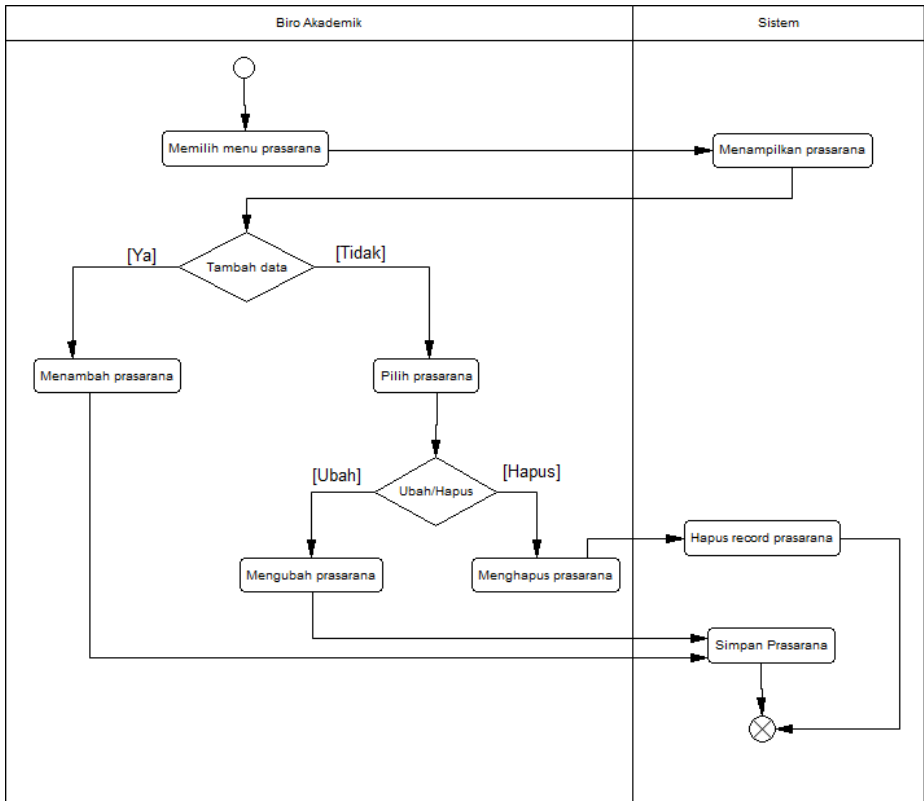 Biro Akademik
Sistem
Memilih menu prasarana
Menampilkan prasarana
[Ya]
Tambah data
[Tidak]
Menambah prasarana
Pilih prasarana
[Ubah]
Ubah/Hapus
[Hapus]
Hapus record prasarana
Mengubah prasarana
Menghapus prasarana
Simpan Prasarana